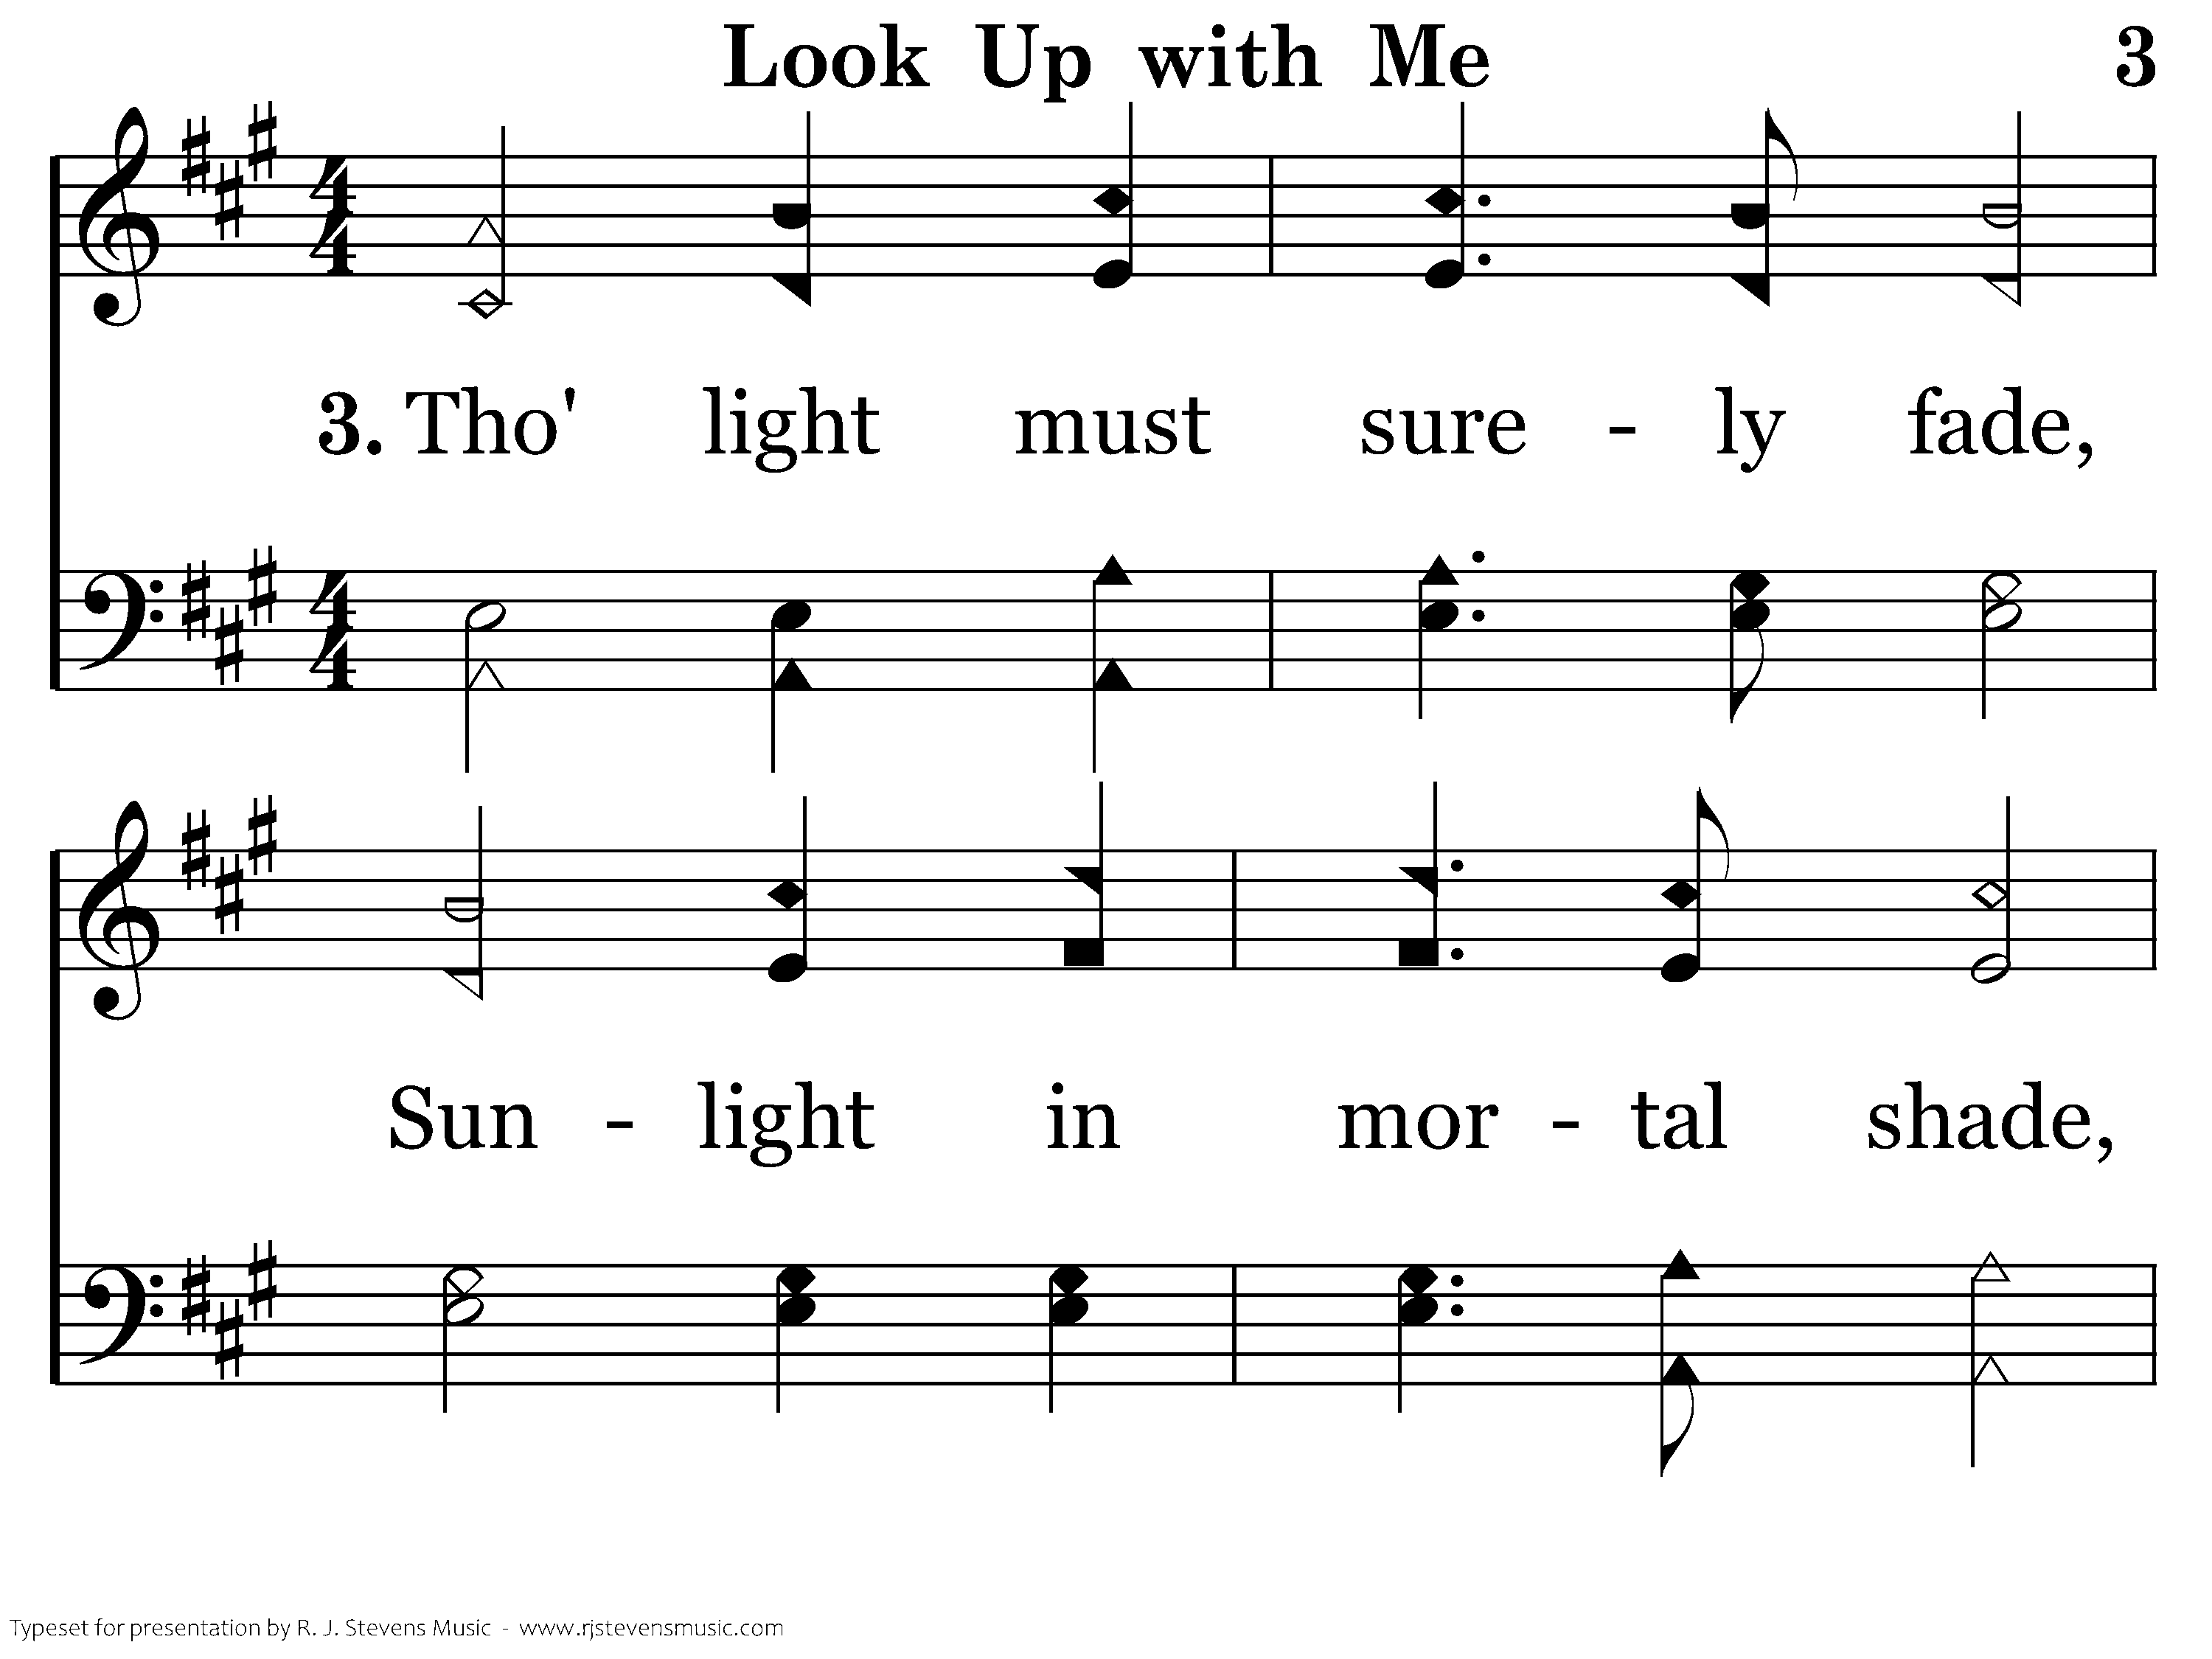 Look Up with Me 3
3. Tho' light must sure - ly fade,
Sun - light in mor - tal shade,
Typeset for presentation by R. J. Stevens Music - www.rjstevensmusic.com